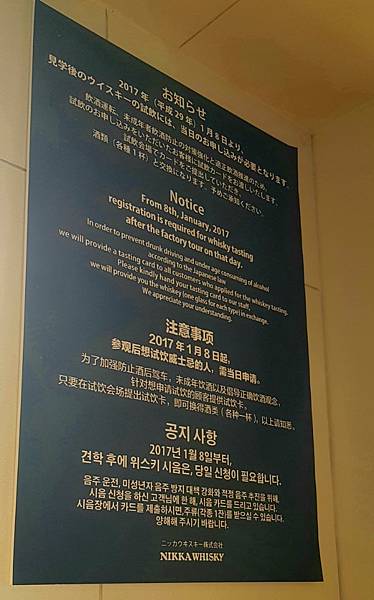 お知らせ
2017年（平成29年）1月8日より、
見学後のウイスキーの試飲には、当日のお申し込みが必要となります。
飲酒運転、未成年者飲酒防止の対策強化と適正飲酒推進のため、
試飲のお申し込みをいただいたお客様に試飲カードをお渡しいたします。
試飲会場でカードをご提出していただき、
酒類（各種1杯）と交換になります。予めご承知ください。
Notice
From 8th, January, 2017
registration is required for whisky tasting
after the factory tour on that day.
In order to prevent drunk driving and under age consuming of alcohol
according to the Japanese law
we will provide a tasting card to all customers who applied for the whiskey tasting.
Please kindly hand your tasting card to our staff,
we will provide you the whiskey (one glass for each type) in exchange.
We appreciate your understanding.
注意事项
2017年1月8日起，
参观后想试饮威士忌的人，需当日申请。
为了加强防止酒后驾车，未成年饮酒以及倡导正确饮酒观念，
针对想申请试饮的顾客提供试饮卡。
只要在试饮会场提出试饮卡，即可换得酒类（各种一杯），以上请知悉。
공지 사항
2017년 1월 8일부터,
견학 후에 위스키 시음은, 당일 신청이 필요합니다.
음주 운전, 미성년자 음주 방지 대책 강화와 적정 음주 추진을 위해,
시음 신청을 하신 고객님에 한 해, 시음 카드를 드리고 있습니다.
시음장에서 카드를 제출하시면, 주류(각종 1잔)를 받으실 수 있습니다.
양해해 주시기 바랍니다.
ニッカウヰスキー株式会社
NIKKA WHISKY